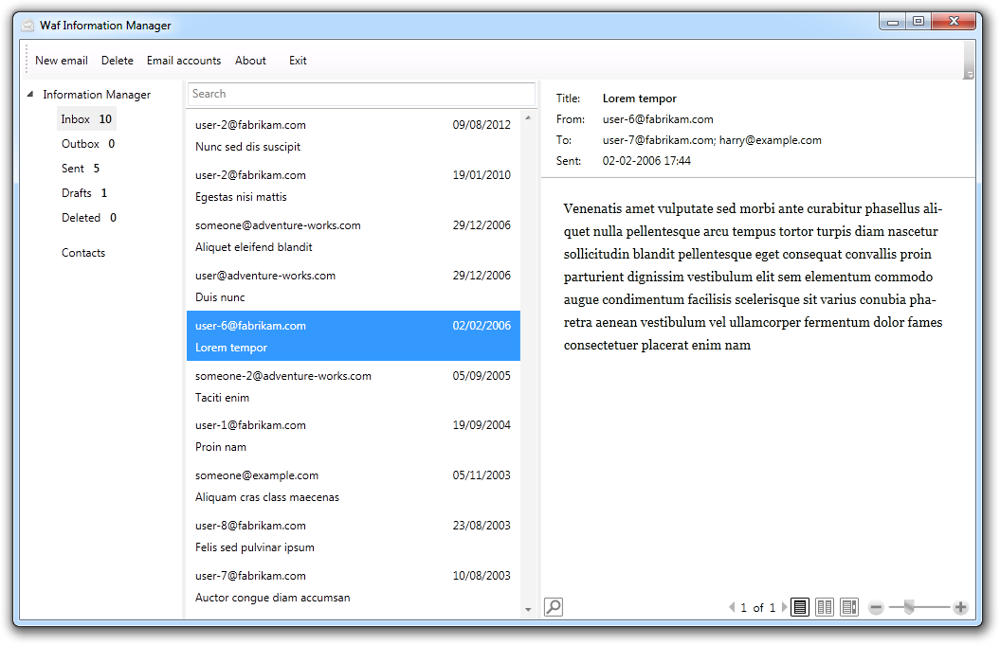 Waf Information Manager
New email Delete Email accounts About Exit
Information Manager
Inbox 10
Outbox 0
Sent 5
Drafts 1
Deleted 0
Contacts
Search
user-2@fabrikam.com 09/08/2012
Nunc sed dis suscipit
user-2@fabrikam.com 19/01/2010
Egestas nisi mattis
someone@adventure-works.com 29/12/2006
Aliquet eleifend blandit
user@adventure-works.com 29/12/2006
Duis nunc
user-6@fabrikam.com 02/02/2006
Lorem tempor
someone-2@adventure-works.com 05/09/2005
Taciti enim
user-1@fabrikam.com 19/09/2004
Proin nam
someone@example.com 05/11/2003
Aliquam cras class maecenas
user-8@fabrikam.com 23/08/2003
Felis sed pulvinar ipsum
user-7@fabrikam.com 10/08/2003
Auctor congue diam accumsan
Title: Lorem tempor
From: user-6@fabrikam.com
To: user-7@fabrikam.com; harry@example.com
Sent: 02-02-2006 17:44
Venenatis amet vulputate sed morbi ante curabitur phasellus ali-
quet nulla pellentesque arcu tempus tortor turpis diam nascetur
sollicitudin blandit pellentesque eget consequat convallis proin
parturient dignissim vestibulum elit sem elementum commodo
augue condimentum facilisis scelerisque sit varius conubia pha-
retra aenean vestibulum vel ullamcorper fermentum dolor fames
consectetuer placerat enim nam
1 of 1